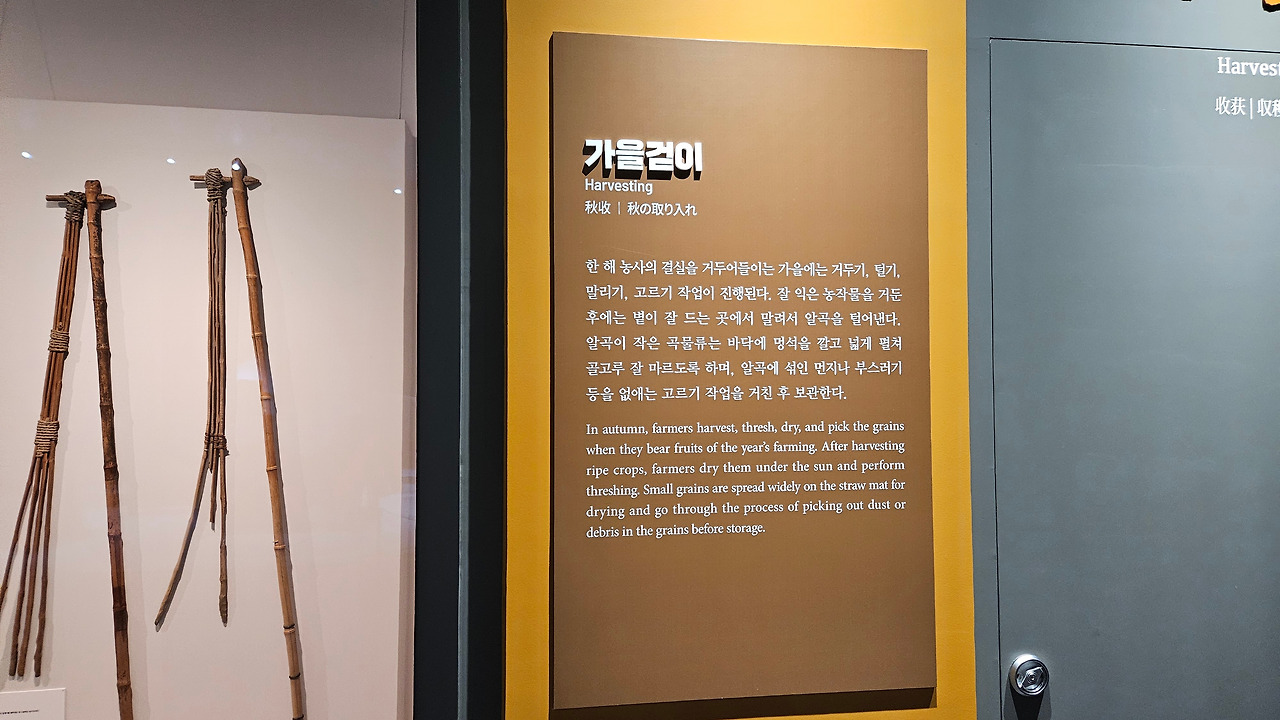 가을걷이
Harvesting
秋收 | 秋の取り入れ
한 해 농사의 결실을 거두어들이는 가을에는 거두기, 털기,
말리기, 고르기 작업이 진행된다. 잘 익은 농작물을 거둔
후에는 볕이 잘 드는 곳에서 말려서 알곡을 털어낸다.
알곡이 작은 곡물류는 바닥에 멍석을 깔고 넓게 펼쳐
골고루 잘 마르도록 하며, 알곡에 섞인 먼지나 부스러기
등을 없애는 고르기 작업을 거친 후 보관한다.
In autumn, farmers harvest, thresh, dry, and pick the grains
when they bear fruits of the year's farming. After harvesting
ripe crops, farmers dry them under the sun and perform
threshing. Small grains are spread widely on the straw mat for
drying and go through the process of picking out dust or
debris in the grains before storage.
Harvest
收获 | 収穫